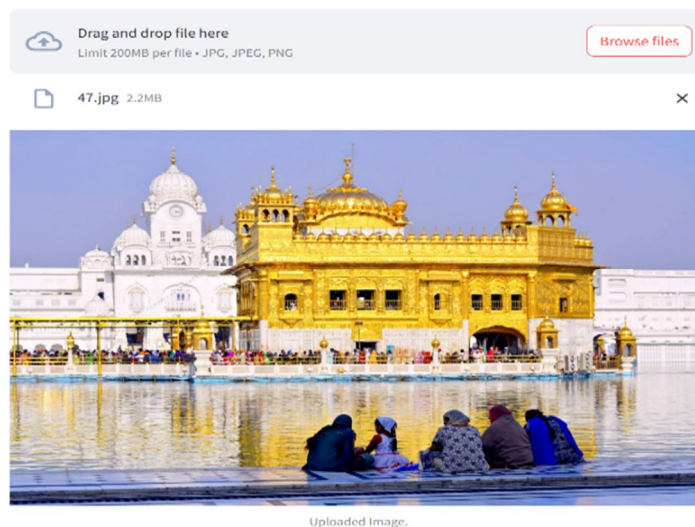 Drag and drop file here
Limit 200MB per file • JPG, JPEG, PNG
Browse files
47.jpg 2.2MB
Uploaded Image.